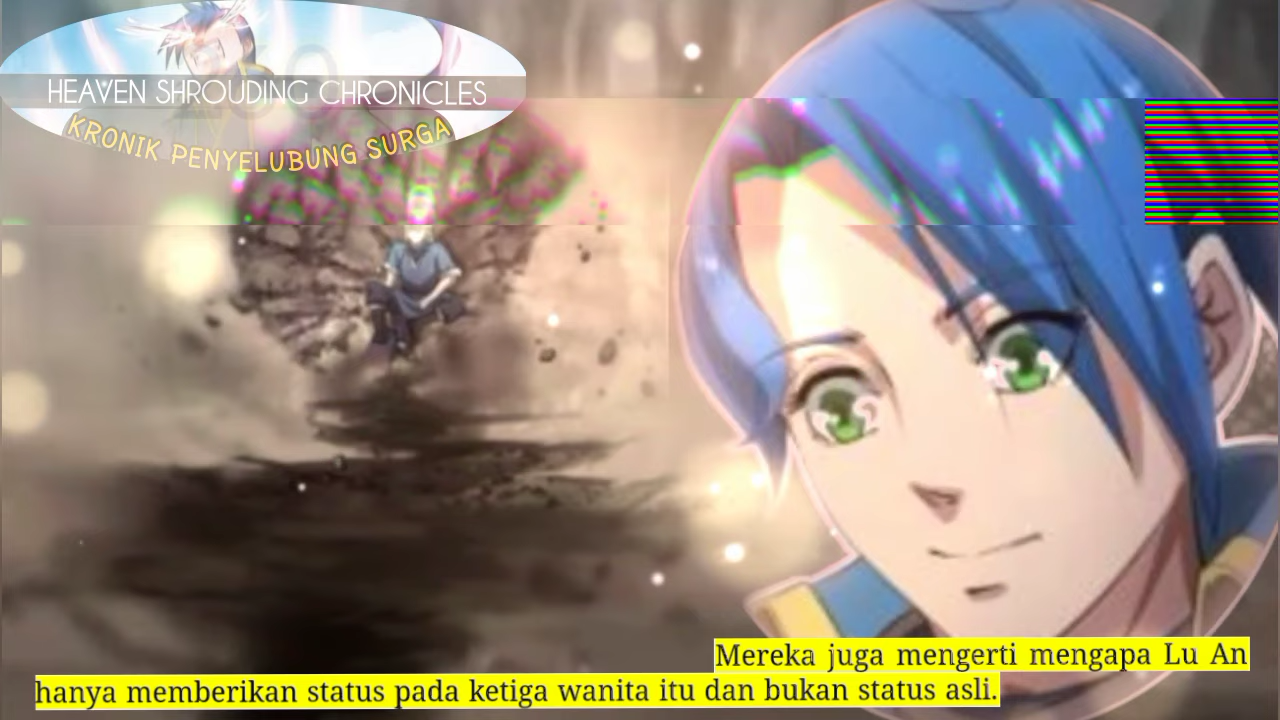 HEAVEN SHROUDING CHRONICLES
KRONIK PENYELUBUNG SURGA
Mereka juga mengerti mengapa Lu An
hanya memberikan status pada ketiga wanita itu dan bukan status asli.